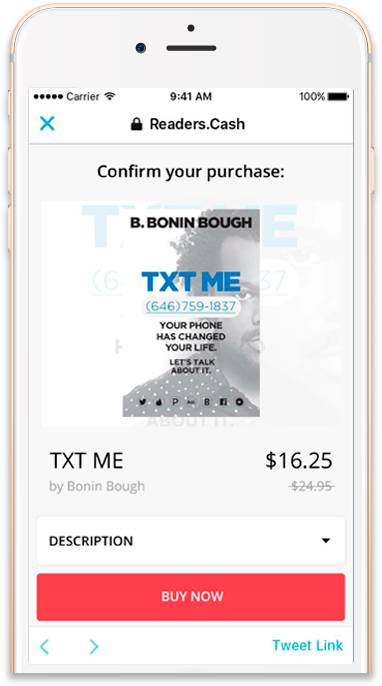 Carrier 9:41 AM 100%
Readers.Cash
Confirm your purchase:
B. BONIN BOUGH
TXT ME
(646)759-1837
YOUR PHONE
HAS CHANGED
YOUR LIFE.
LET'S TALK
ABOUT IT.
TXT ME $16.25
by Bonin Bough $24.95
DESCRIPTION
BUY NOW
Tweet Link